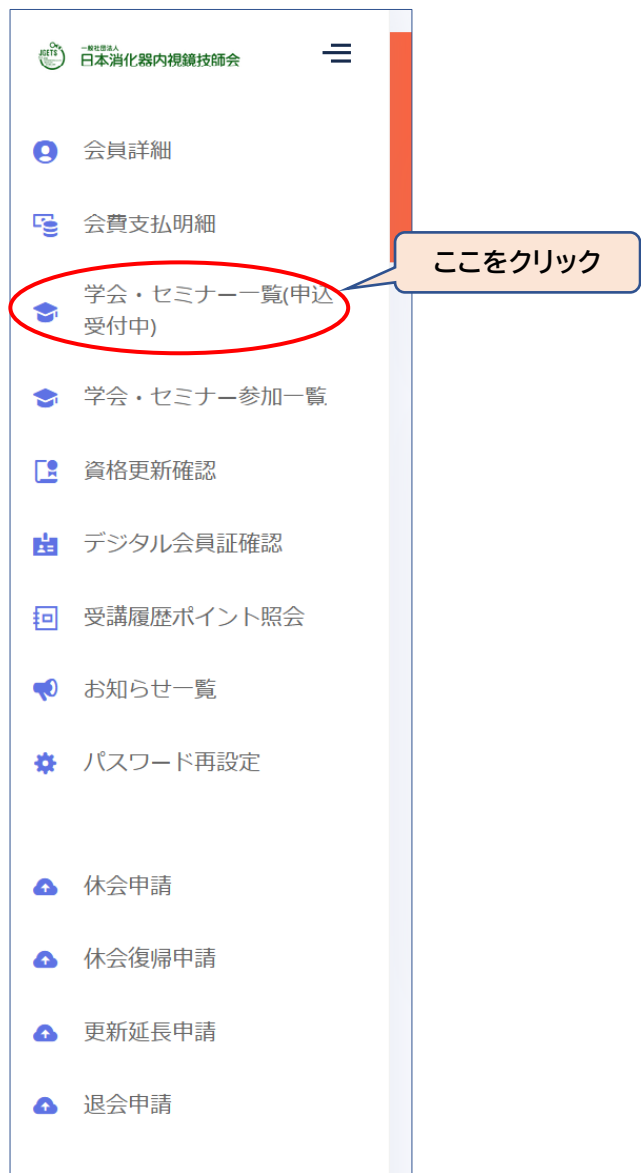 JGETS
一般社団法人
日本消化器内視鏡技師会
会員詳細
会費支払明細
ここをクリック
学会・セミナー一覧(申込
受付中)
学会・セミナー参加一覧
資格更新確認
デジタル会員証確認
受講履歴ポイント照会
お知らせ一覧
パスワード再設定
休会申請
休会復帰申請
更新延長申請
退会申請